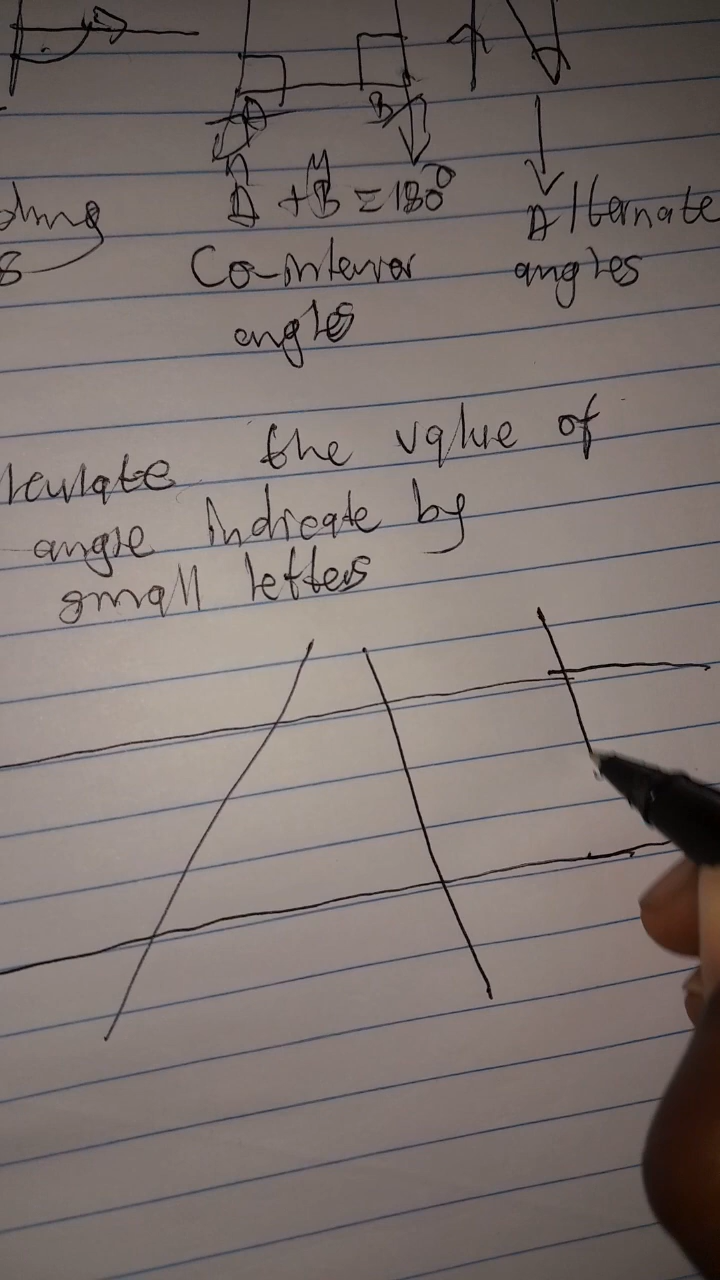 A B
A + B = 180°
Alternate
Co-interior
angles
angles
the value of
angle indicate by
small letters